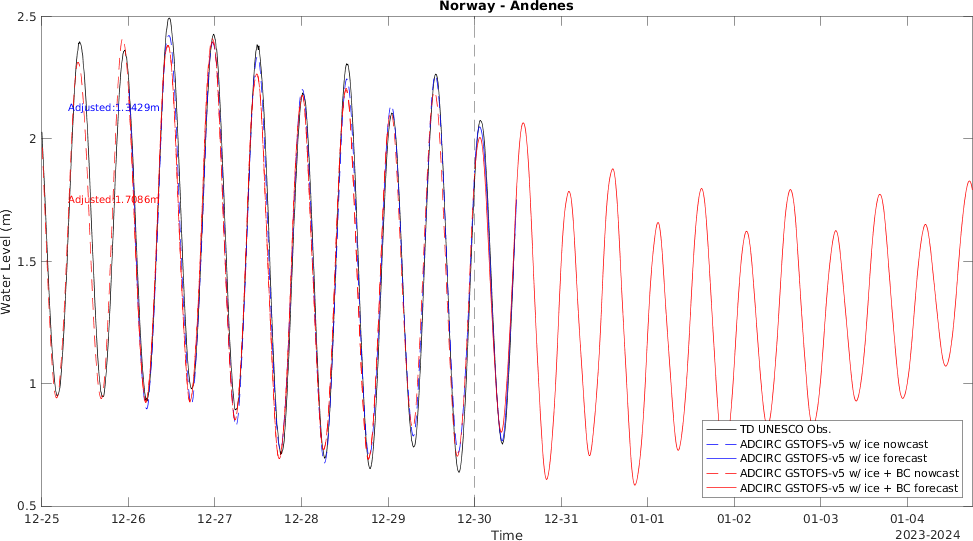 Norway - Andenes
2.5
2
1.5
1
0.5
Water Level (m)
Adjusted:1.3429m
Adjusted:1.7086m
TD UNESCO Obs.
ADCIRC GSTOFS-v5 w/ ice nowcast
ADCIRC GSTOFS-v5 w/ ice forecast
ADCIRC GSTOFS-v5 w/ ice + BC nowcast
ADCIRC GSTOFS-v5 w/ ice + BC forecast
12-25 12-26 12-27 12-28 12-29 12-30 12-31 01-01 01-02 01-03 01-04
Time
2023-2024